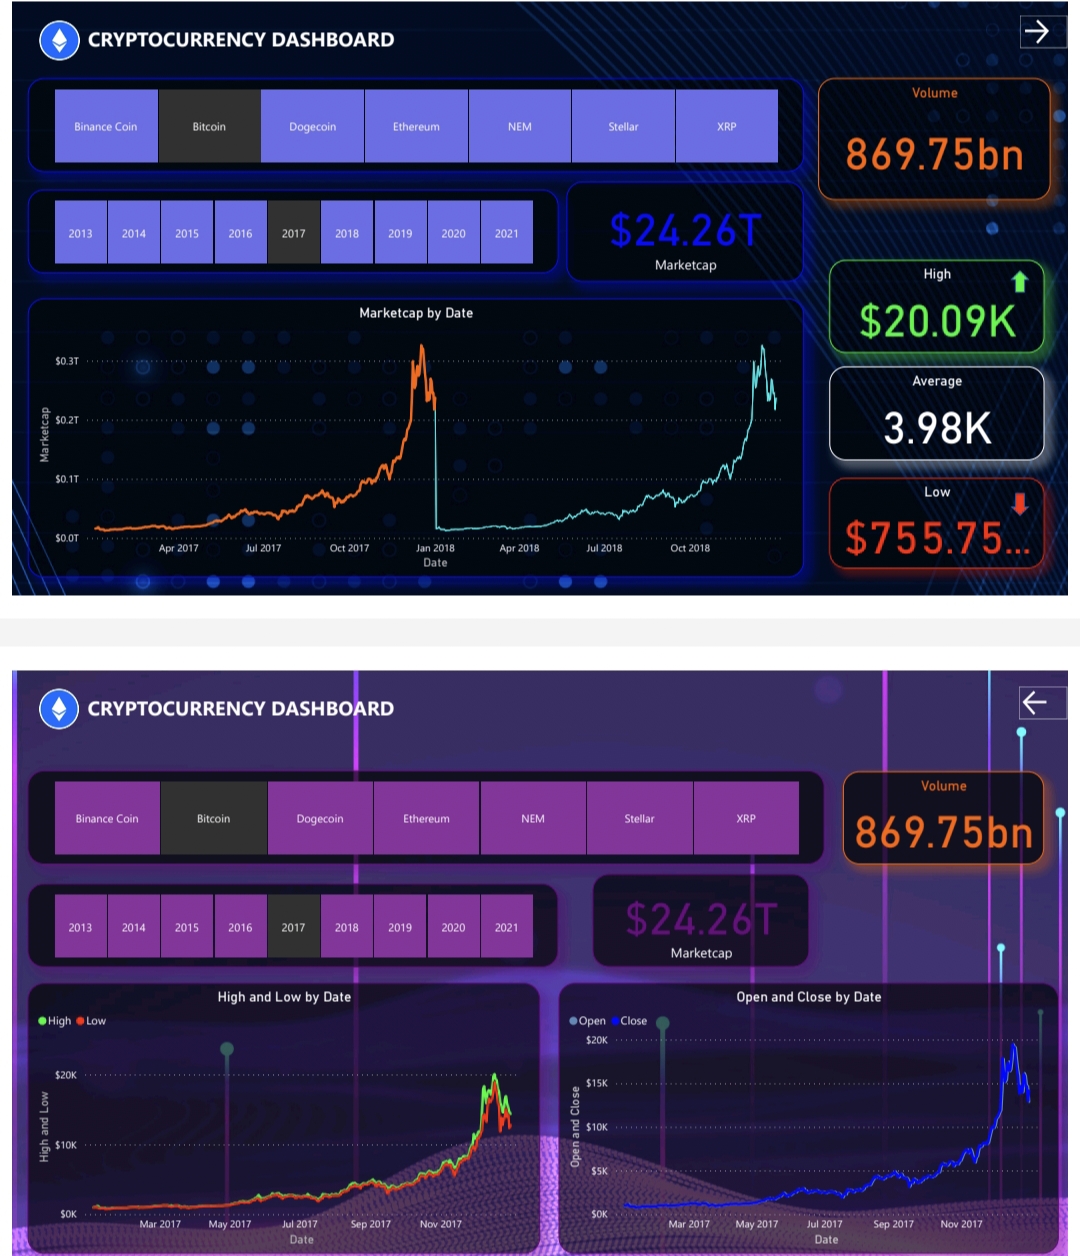 CRYPTOCURRENCY DASHBOARD
Binance Coin
Bitcoin
Dogecoin
Ethereum
NEM
Stellar
XRP
Volume
869.75bn
2013
2014
2015
2016
2017
2018
2019
2020
2021
$24.26T
Marketcap
High
$20.09K
Average
3.98K
Low
$755.75...
Marketcap by Date
Marketcap
$0.3T
$0.2T
$0.1T
$0.0T
Apr 2017
Jul 2017
Oct 2017
Jan 2018
Apr 2018
Jul 2018
Oct 2018
Date
CRYPTOCURRENCY DASHBOARD
Binance Coin
Bitcoin
Dogecoin
Ethereum
NEM
Stellar
XRP
Volume
869.75bn
2013
2014
2015
2016
2017
2018
2019
2020
2021
$24.26T
Marketcap
High and Low by Date
High
Low
High and Low
$20K
$10K
$0K
Mar 2017
May 2017
Jul 2017
Sep 2017
Nov 2017
Date
Open and Close by Date
Open
Close
Open and Close
$20K
$15K
$10K
$5K
$0K
Mar 2017
May 2017
Jul 2017
Sep 2017
Nov 2017
Date